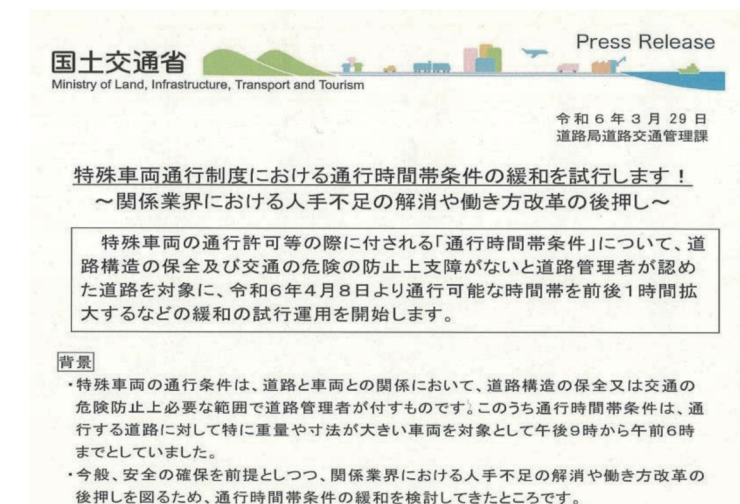 Press Release
国土交通省
Ministry of Land, Infrastructure, Transport and Tourism
令和6年3月29日
道路局道路交通管理課
特殊車両通行制度における通行時間帯条件の緩和を試行します!
~関係業界における人手不足の解消や働き方改革の後押し~
特殊車両の通行許可等の際に付される「通行時間帯条件」について、道
路構造の保全及び交通の危険の防止上支障がないと道路管理者が認め
た道路を対象に、令和6年4月8日より通行可能な時間帯を前後1時間拡
大するなどの緩和の試行運用を開始します。
背景
・特殊車両の通行条件は、道路と車両との関係において、道路構造の保全又は交通の
危険防止上必要な範囲で道路管理者が付すものです。このうち通行時間帯条件は、通
行する道路に対して特に重量や寸法が大きい車両を対象として午後9時から午前6時
までとしていました。
・今般、安全の確保を前提としつつ、関係業界における人手不足の解消や働き方改革の
後押しを図るため、通行時間帯条件の緩和を検討してきたところです。